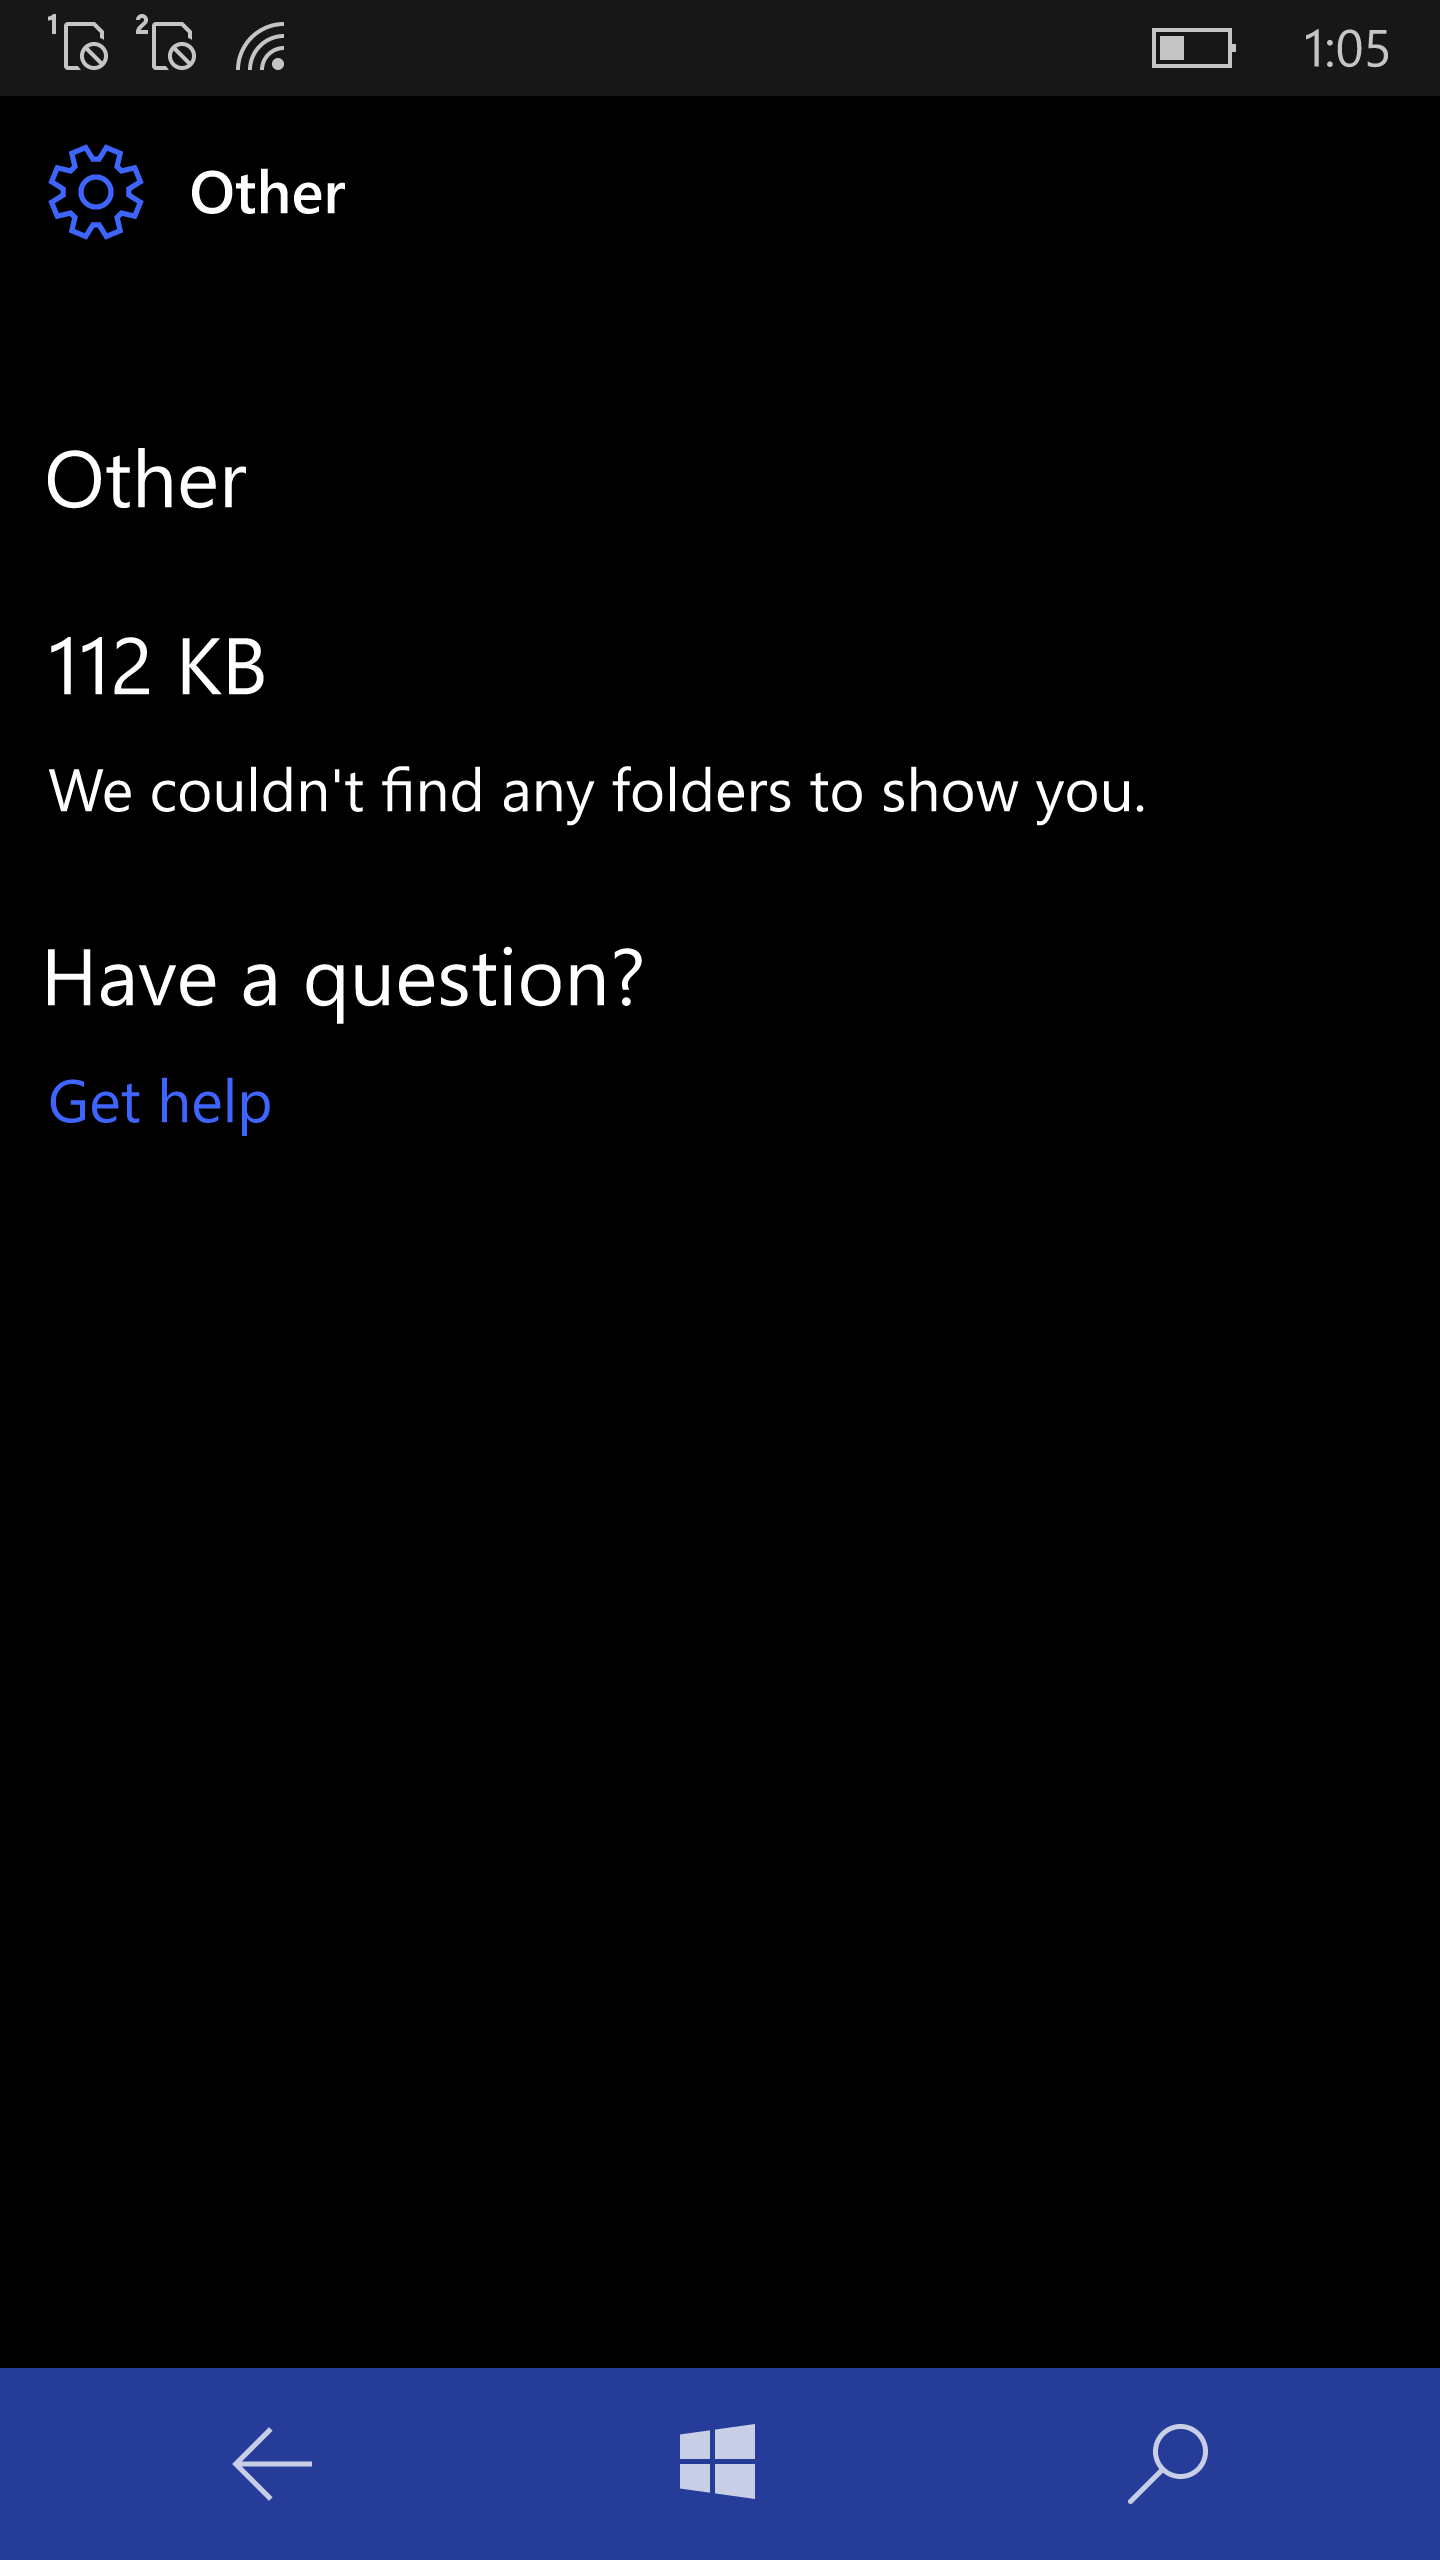 1 2 1:05
Other
Other
112 KB
We couldn't find any folders to show you.
Have a question?
Get help